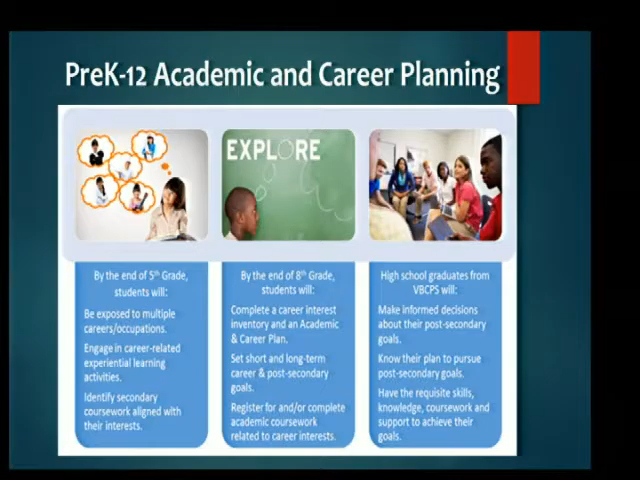 PreK-12 Academic and Career Planning
EXPLORE
By the end of 5th Grade,
students will:
Be exposed to multiple
careers/occupations.
Engage in career-related
experiential learning
activities.
Identify secondary
coursework aligned with
their interests.
By the end of 8th Grade,
students will:
Complete a career interest
inventory and an Academic
& Career Plan.
Set short and long-term
career & post-secondary
goals.
Register for and/or complete
academic coursework
related to career interests.
High school graduates from
VBCPS will:
Make informed decisions
about their post-secondary
goals.
Know their plan to pursue
post-secondary goals.
Have the requisite skills,
knowledge, coursework and
support to achieve their
goals.